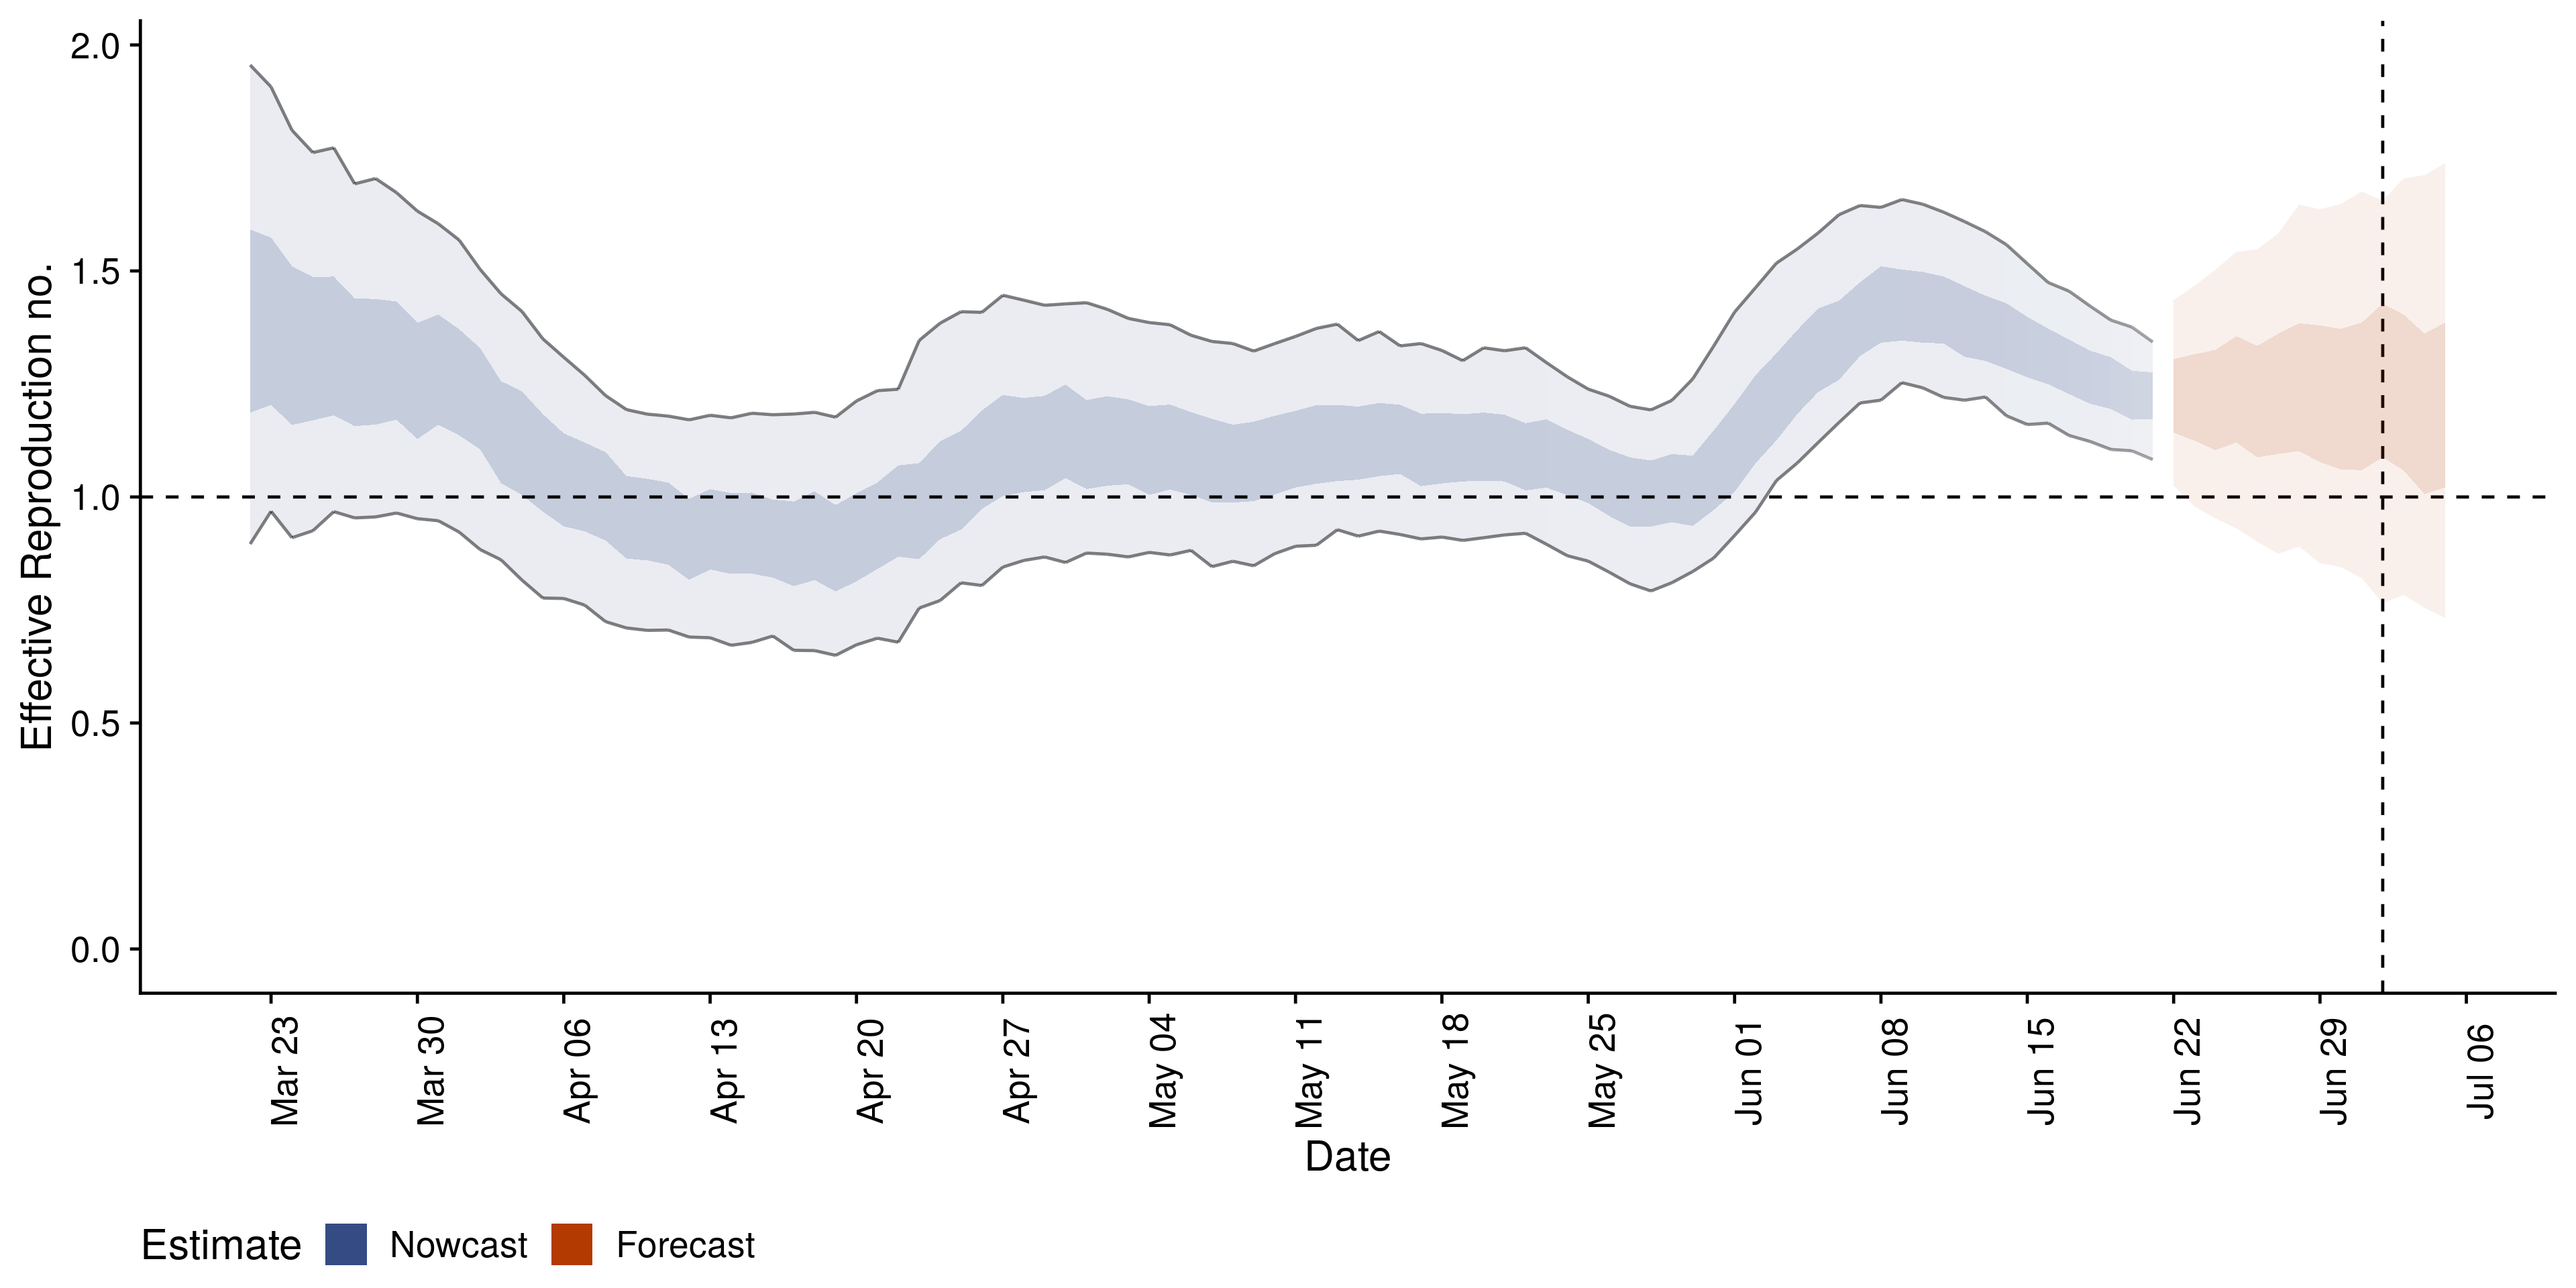 Effective Reproduction no.
2.0
1.5
1.0
0.5
0.0
Mar 23
Mar 30
Apr 06
Apr 13
Apr 20
Apr 27
May 04
May 11
May 18
May 25
Jun 01
Jun 08
Jun 15
Jun 22
Jun 29
Jul 06
Date
Estimate Nowcast Forecast